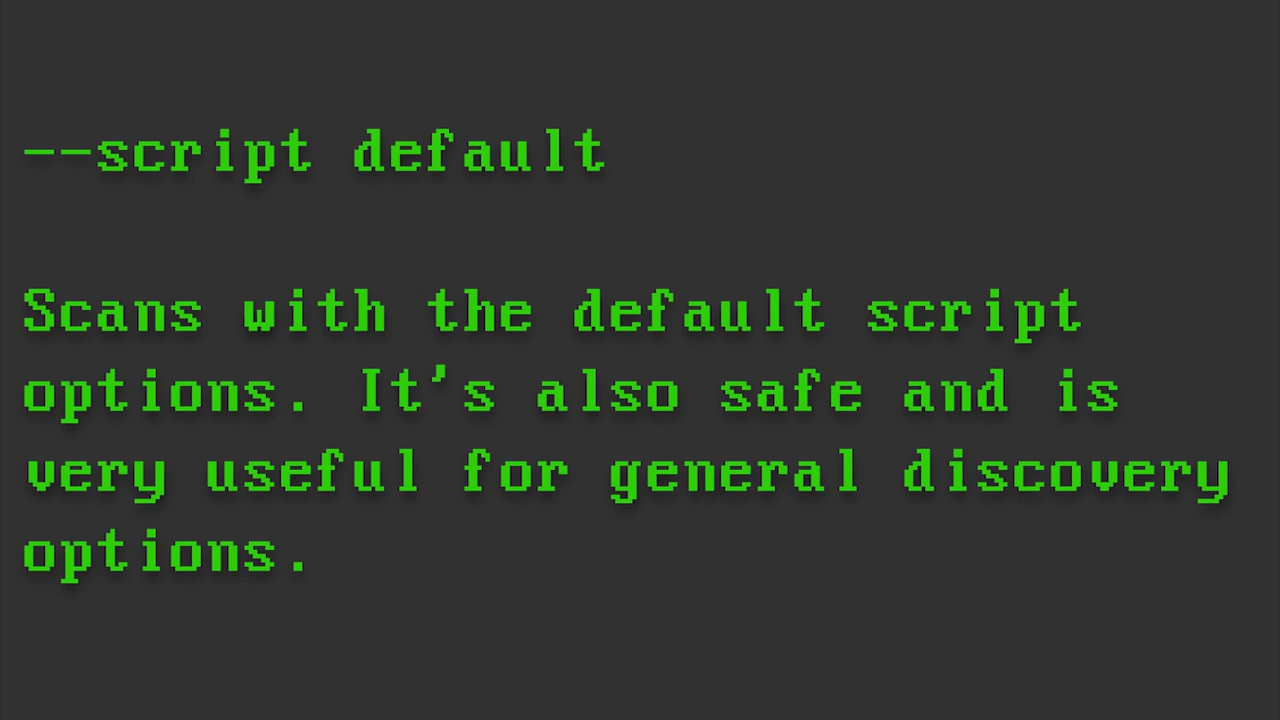 --script default
Scans with the default script
options. It's also safe and is
very useful for general discovery
options.